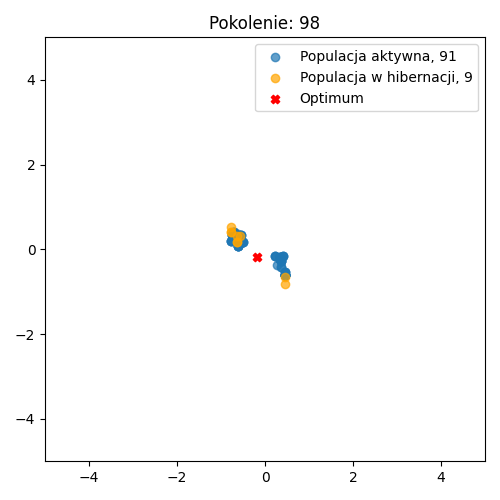 Pokolenie: 98
Populacja aktywna, 91
Populacja w hibernacji, 9
Optimum
4
2
0
−2
−4
−4
−2
0
2
4